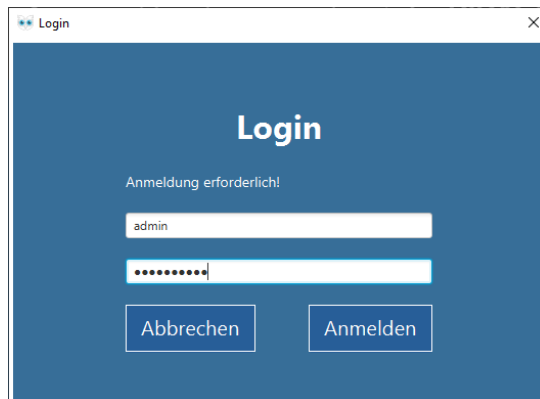 Login
Login
Anmeldung erforderlich!
admin
••••••••••
Abbrechen Anmelden